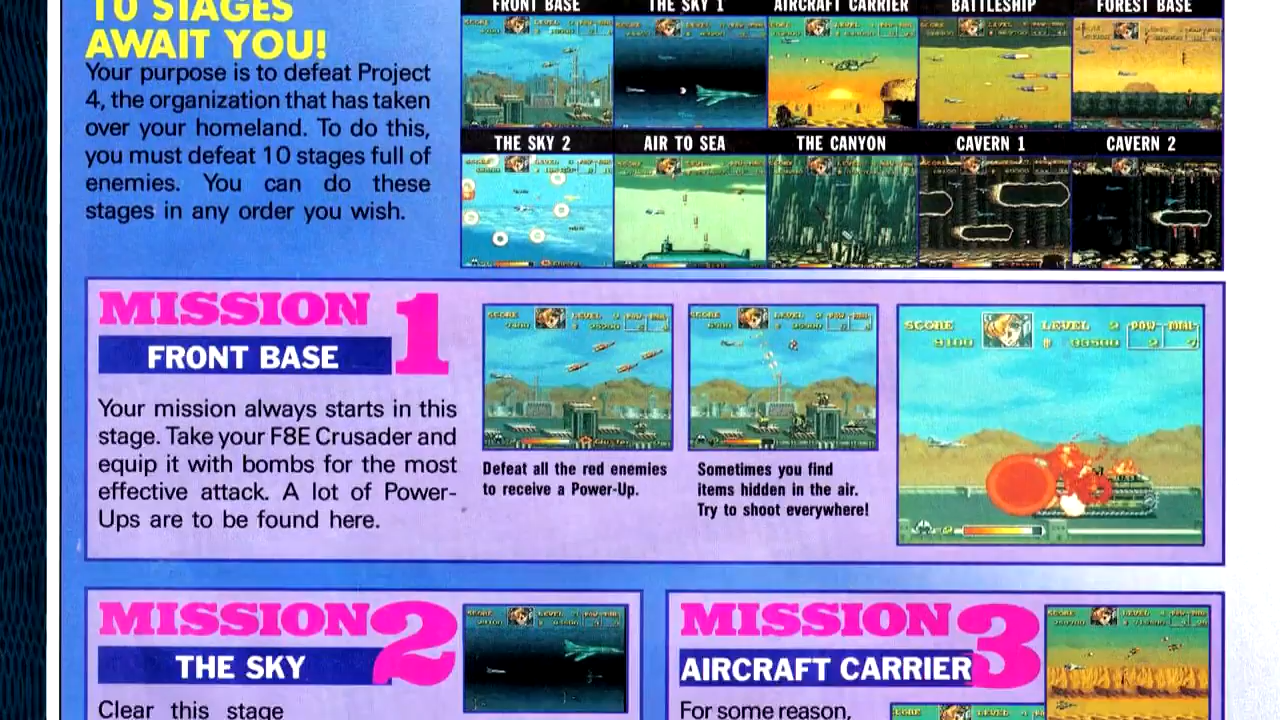 10 STAGES
AWAIT YOU!
Your purpose is to defeat Project
4, the organization that has taken
over your homeland. To do this,
you must defeat 10 stages full of
enemies. You can do these
stages in any order you wish.
FRONT BASE THE SKY 1 AIRCRAFT CARRIER BATTLESHIP FOREST BASE
THE SKY 2 AIR TO SEA THE CANYON CAVERN 1 CAVERN 2
MISSION 1
FRONT BASE
Your mission always starts in this
stage. Take your F8E Crusader and
equip it with bombs for the most
effective attack. A lot of Power-
Ups are to be found here.
Defeat all the red enemies
to receive a Power-Up.
Sometimes you find
items hidden in the air.
Try to shoot everywhere!
SCORE LEVEL 2
MISSION 2
THE SKY
Clear this stage
MISSION 3
AIRCRAFT CARRIER
For some reason,